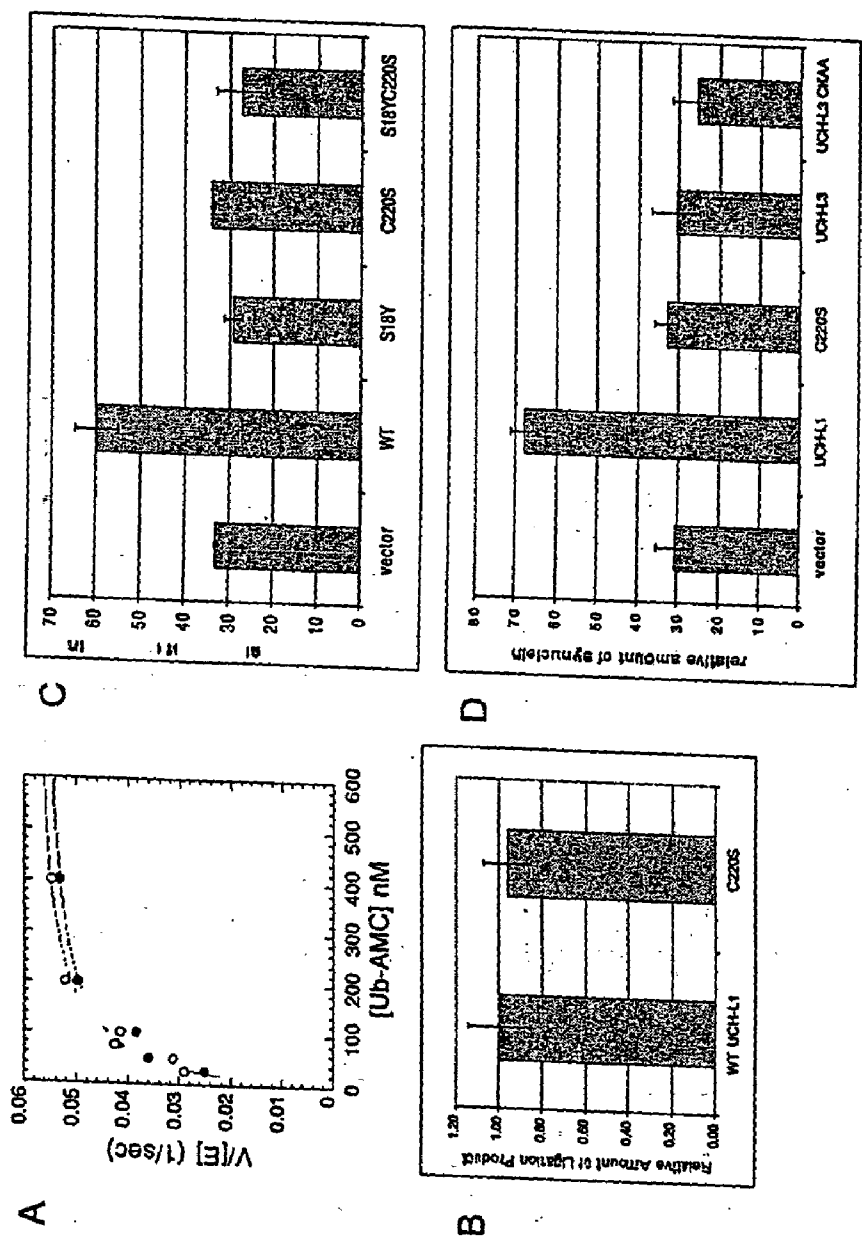 A
V/[E] (1/sec)
0.06
0.05
0.04
0.03
0.02
0.01
0
0 100 200 300 400 500 600
[Ub-AMC] nM
B
Relative Amount of Ligation Product
1.20
1.00
0.80
0.60
0.40
0.20
0.00
WT UCH-L1 C220S
C
70
60
50
40
30
20
10
0
vector WT S18Y C220S S18YC220S
D
relative amount of synuclein
80
70
60
50
40
30
20
10
0
vector UCH-L1 C220S UCH-L3 UCH-L3 CKAA